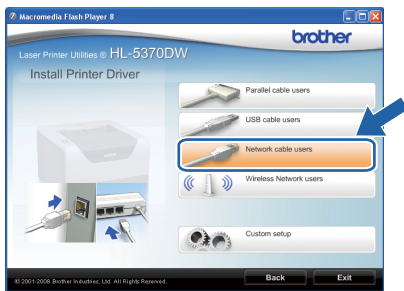 Macromedia Flash Player 8
brother
Laser Printer Utilities ® HL-5370DW
Install Printer Driver
Parallel cable users
USB cable users
Network cable users
Wireless Network users
Custom setup
© 2001-2008 Brother Industries, Ltd. All Rights Reserved.
Back
Exit